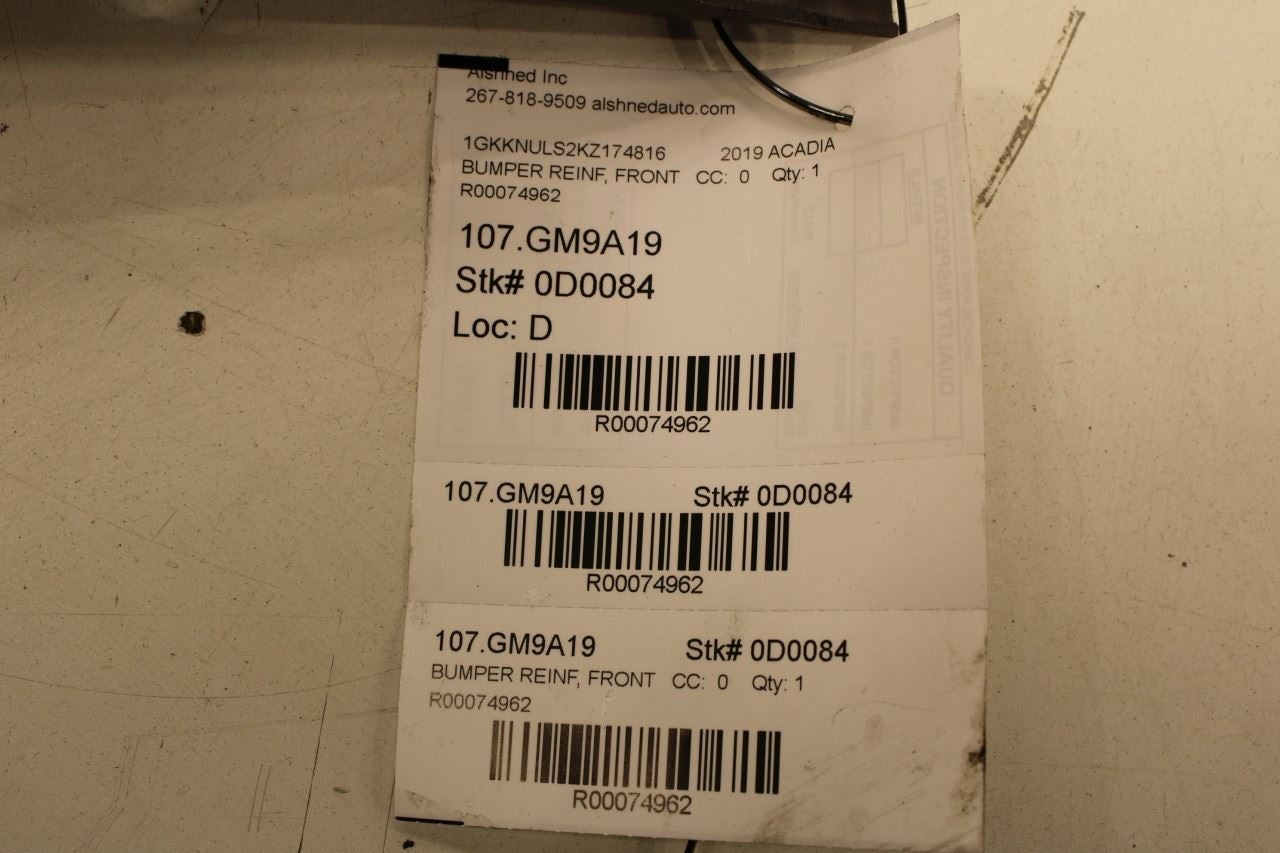 Alshned Inc
267-818-9509 alshnedauto.com
1GKKNULS2KZ174816 2019 ACADIA
BUMPER REINF, FRONT CC: 0 Qty: 1
R00074962
107.GM9A19
Stk# 0D0084
Loc: D
R00074962
107.GM9A19 Stk# 0D0084
R00074962
107.GM9A19 Stk# 0D0084
BUMPER REINF, FRONT CC: 0 Qty: 1
R00074962
R00074962
QUALITY INSPECTION